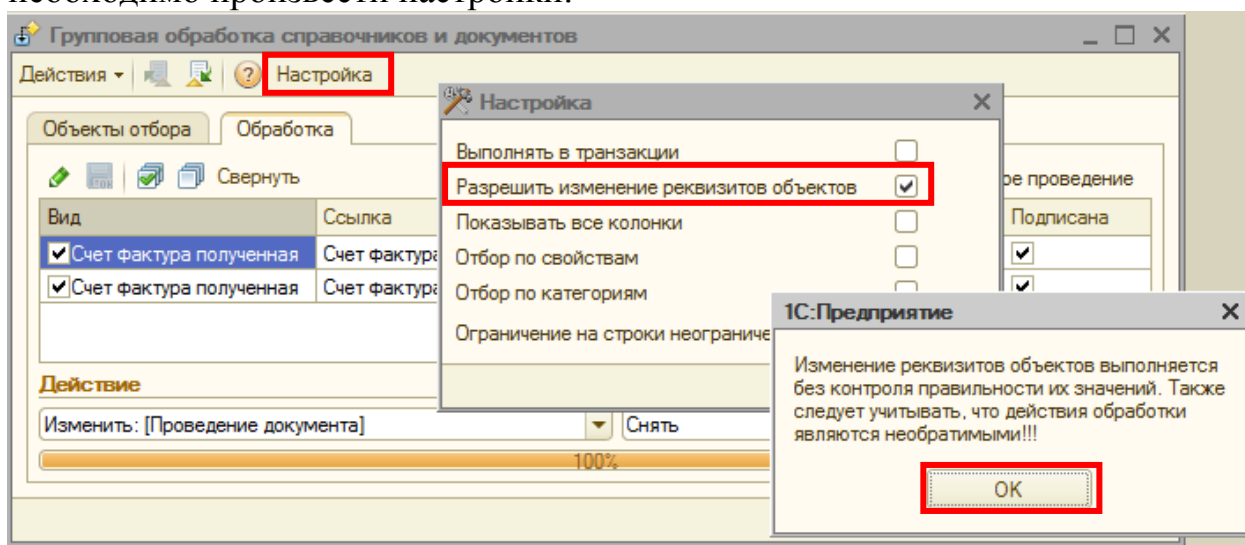 необходимо произвести настройки:
Групповая обработка справочников и документов
Действия
Настройка
Объекты отбора
Обработка
Свернуть
ое проведение
Вид
Ссылка
Подписана
Счет фактура полученная
Счет фактура
Счет фактура полученная
Счет фактура
Действие
Изменить: [Проведение документа]
Снять
100%
Настройка
Выполнять в транзакции
Разрешить изменение реквизитов объектов
Показывать все колонки
Отбор по свойствам
Отбор по категориям
Ограничение на строки неограниче
1С:Предприятие
Изменение реквизитов объектов выполняется
без контроля правильности их значений. Также
следует учитывать, что действия обработки
являются необратимыми!!!
OK